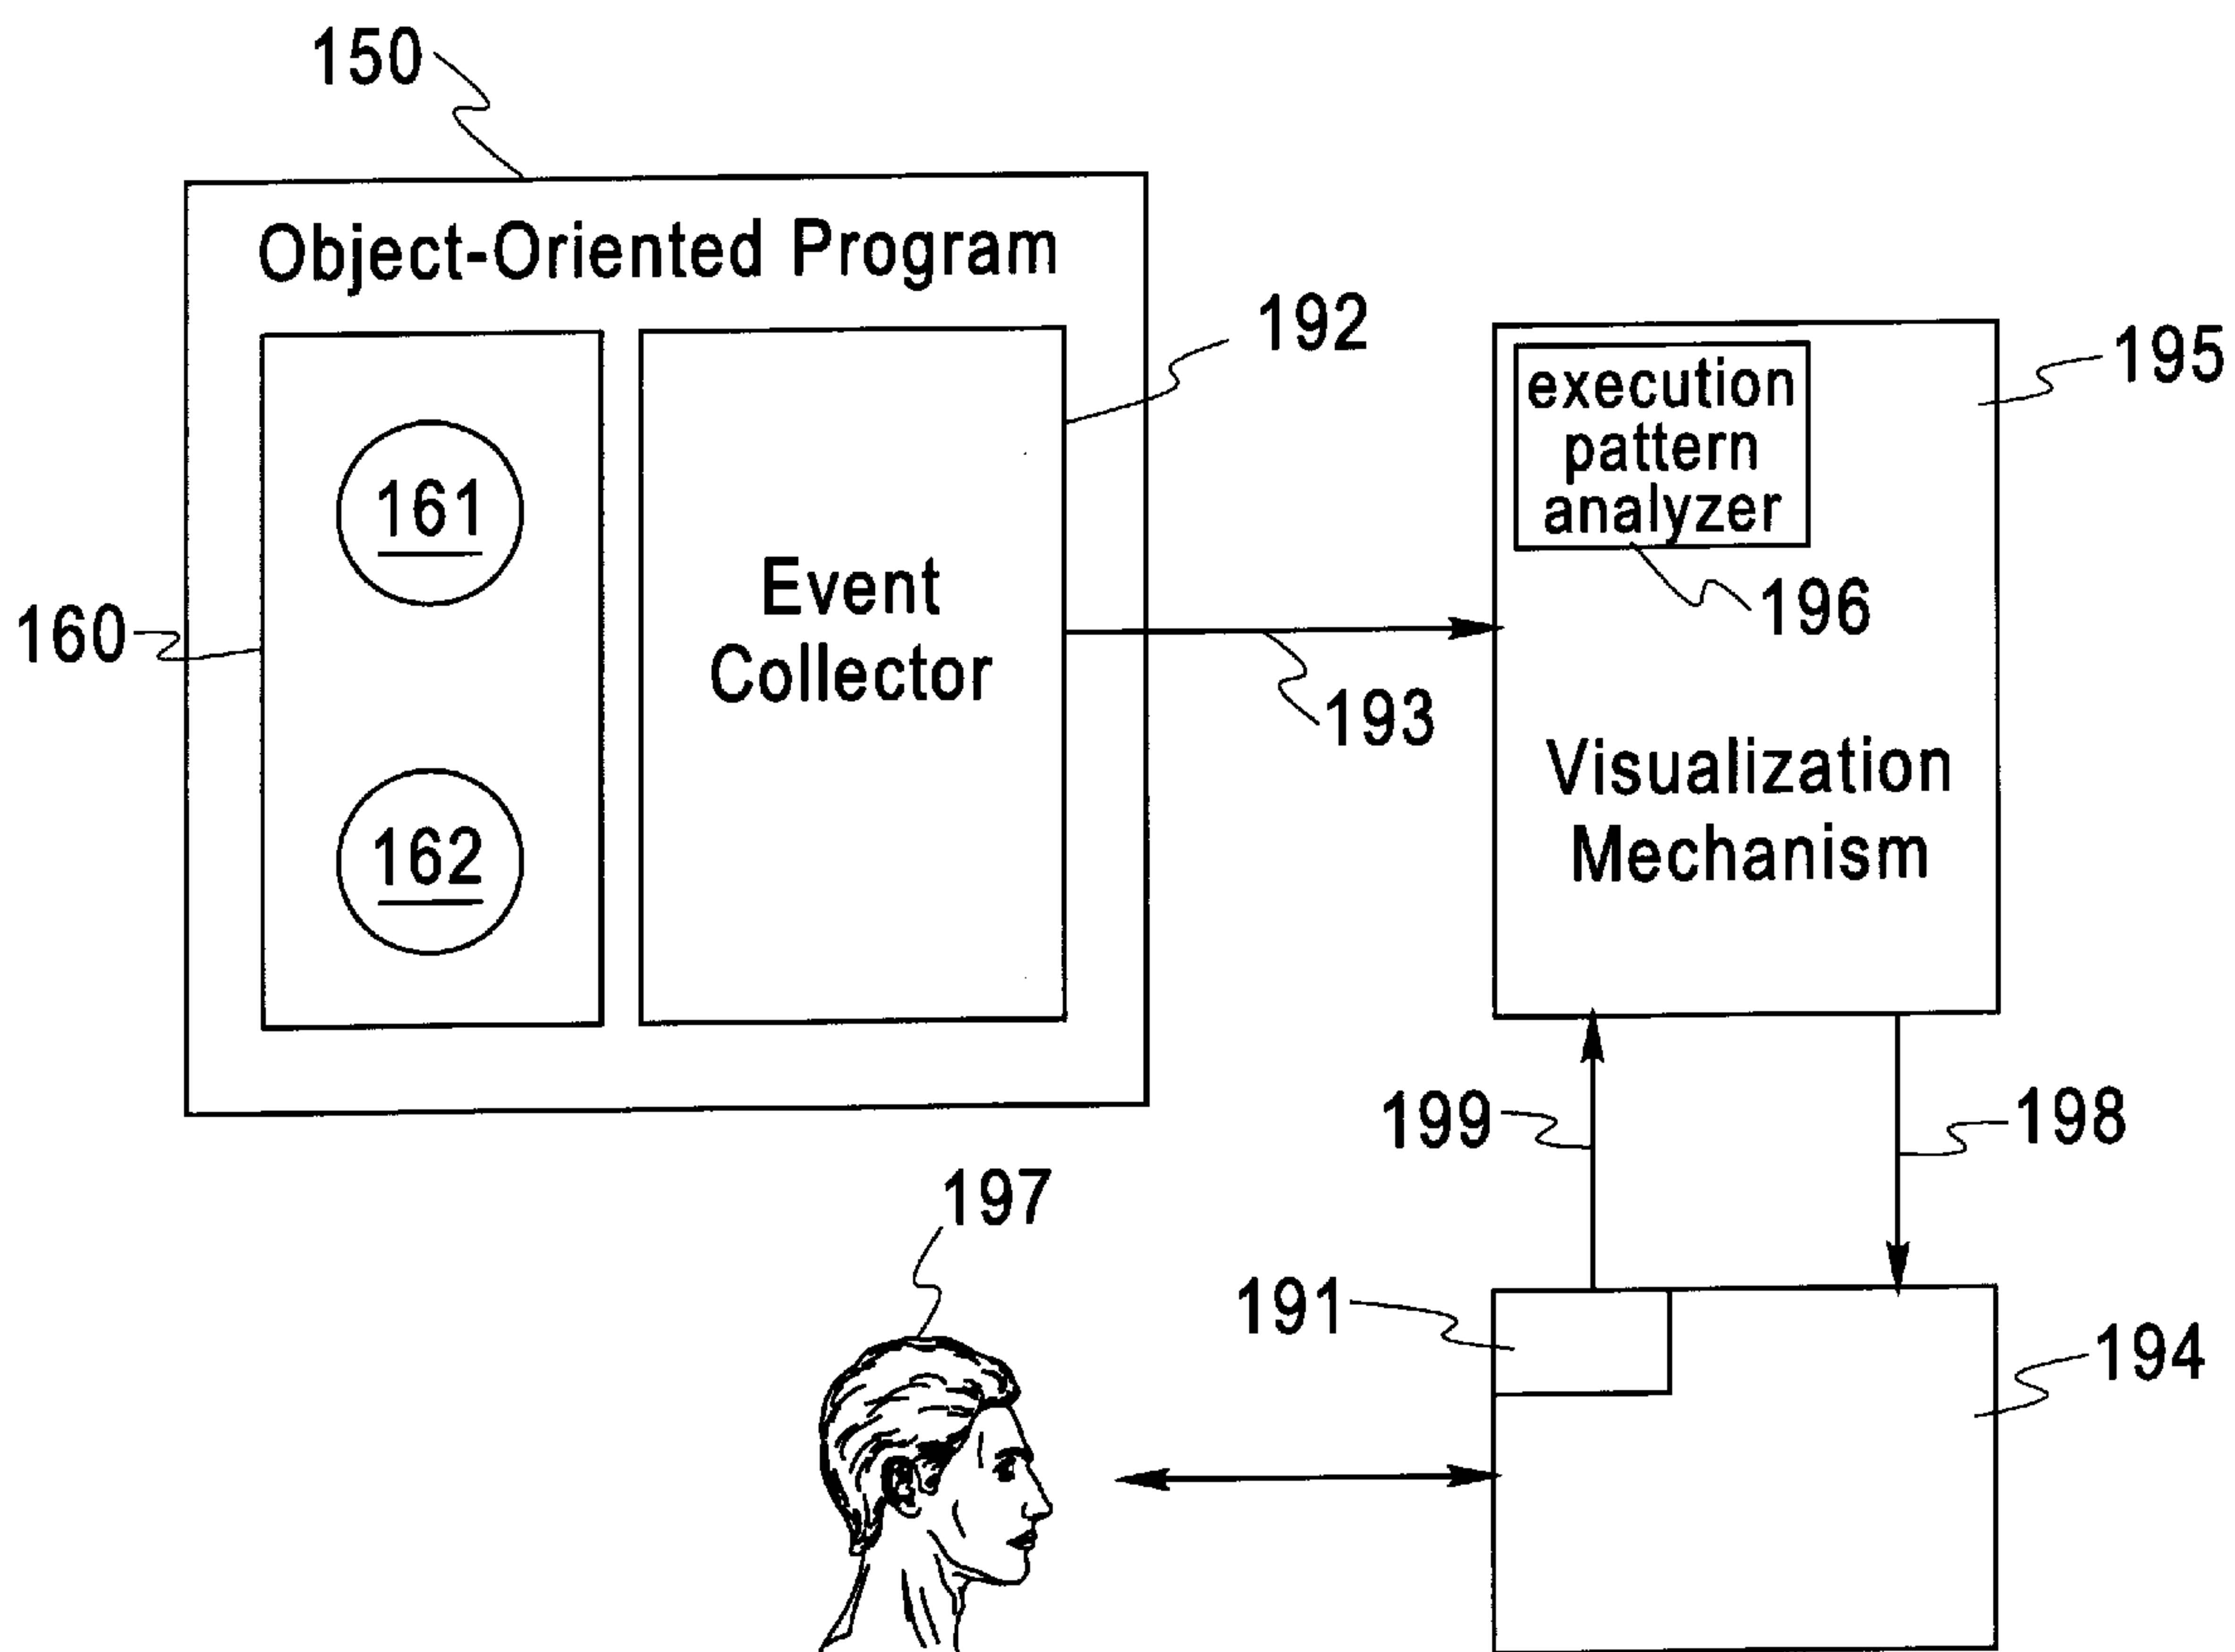 150
Object-Oriented Program
192
195
execution
pattern
analyzer
161
196
160
Event
Collector
193
Visualization
Mechanism
162
199
198
197
191
194